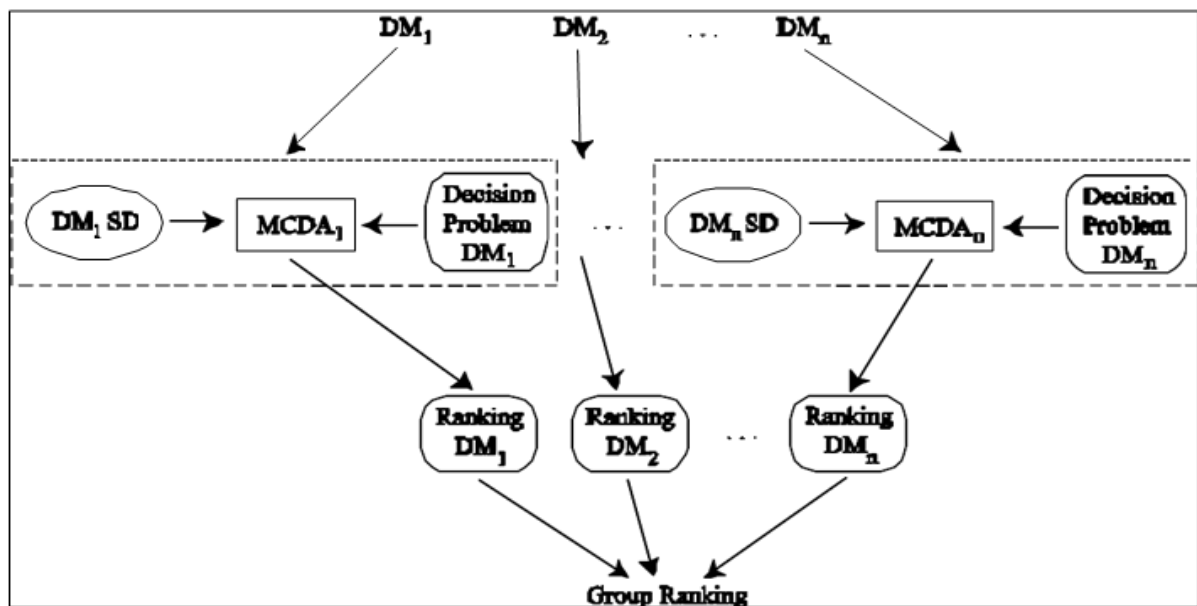 DM₁ DM₂ ... DMₙ
DM₁ SD
MCDA₁
Decision
Problem
DM₁
...
DMₙ SD
MCDAₙ
Decision
Problem
DMₙ
Ranking
DM₁
Ranking
DM₂
...
Ranking
DMₙ
Group Ranking